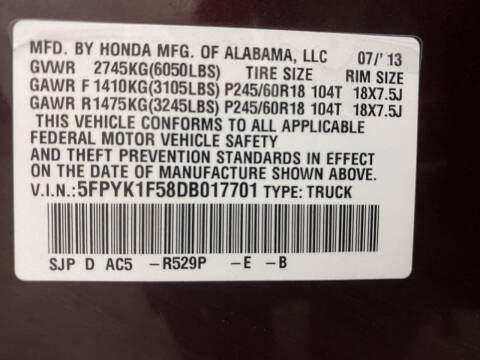 MFD. BY HONDA MFG. OF ALABAMA, LLC 07/'13
GVWR 2745KG(6050LBS) TIRE SIZE RIM SIZE
GAWR F 1410KG(3105LBS) P245/60R18 104T 18X7.5J
GAWR R 1475KG(3245LBS) P245/60R18 104T 18X7.5J
THIS VEHICLE CONFORMS TO ALL APPLICABLE
FEDERAL MOTOR VEHICLE SAFETY
AND THEFT PREVENTION STANDARDS IN EFFECT
ON THE DATE OF MANUFACTURE SHOWN ABOVE.
V.I.N.: 5FPYK1F58DB017701 TYPE: TRUCK
SJP D AC5 -R529P -E -B